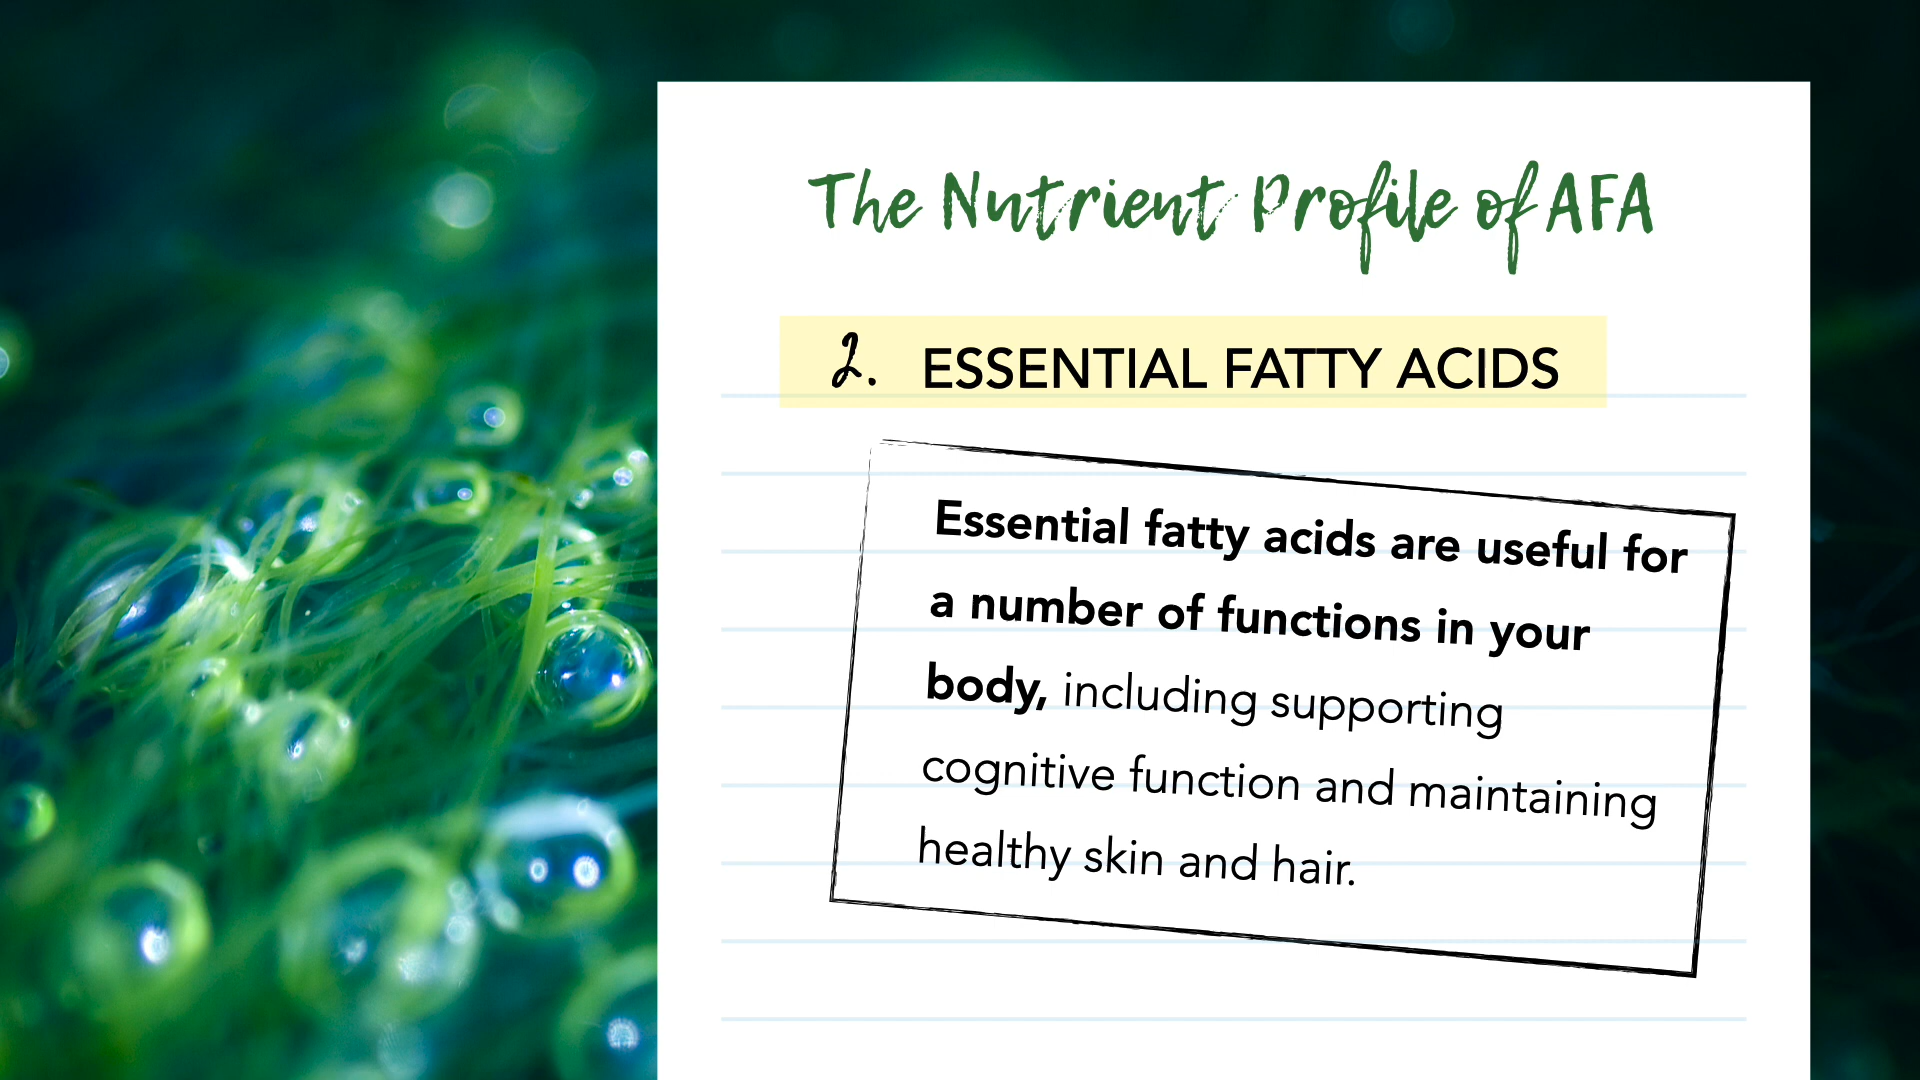 The Nutrient Profile of AFA
2. ESSENTIAL FATTY ACIDS
Essential fatty acids are useful for
a number of functions in your
body, including supporting
cognitive function and maintaining
healthy skin and hair.